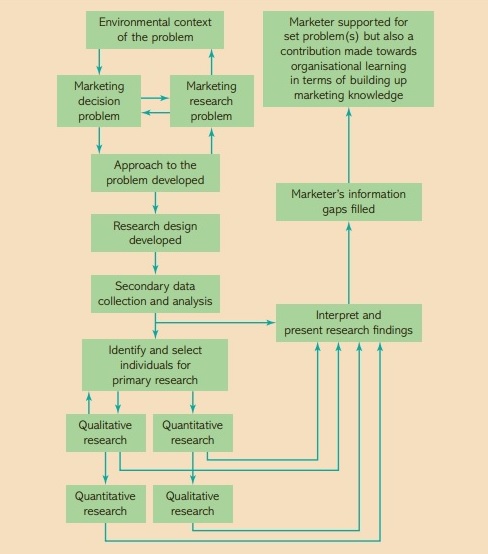 Environmental context
of the problem
Marketing
decision
problem
Marketing
research
problem
Approach to the
problem developed
Research design
developed
Secondary data
collection and analysis
Identify and select
individuals for
primary research
Qualitative
research
Quantitative
research
Quantitative
research
Qualitative
research
Marketer supported for
set problem(s) but also a
contribution made towards
organisational learning
in terms of building up
marketing knowledge
Marketer's information
gaps filled
Interpret and
present research findings